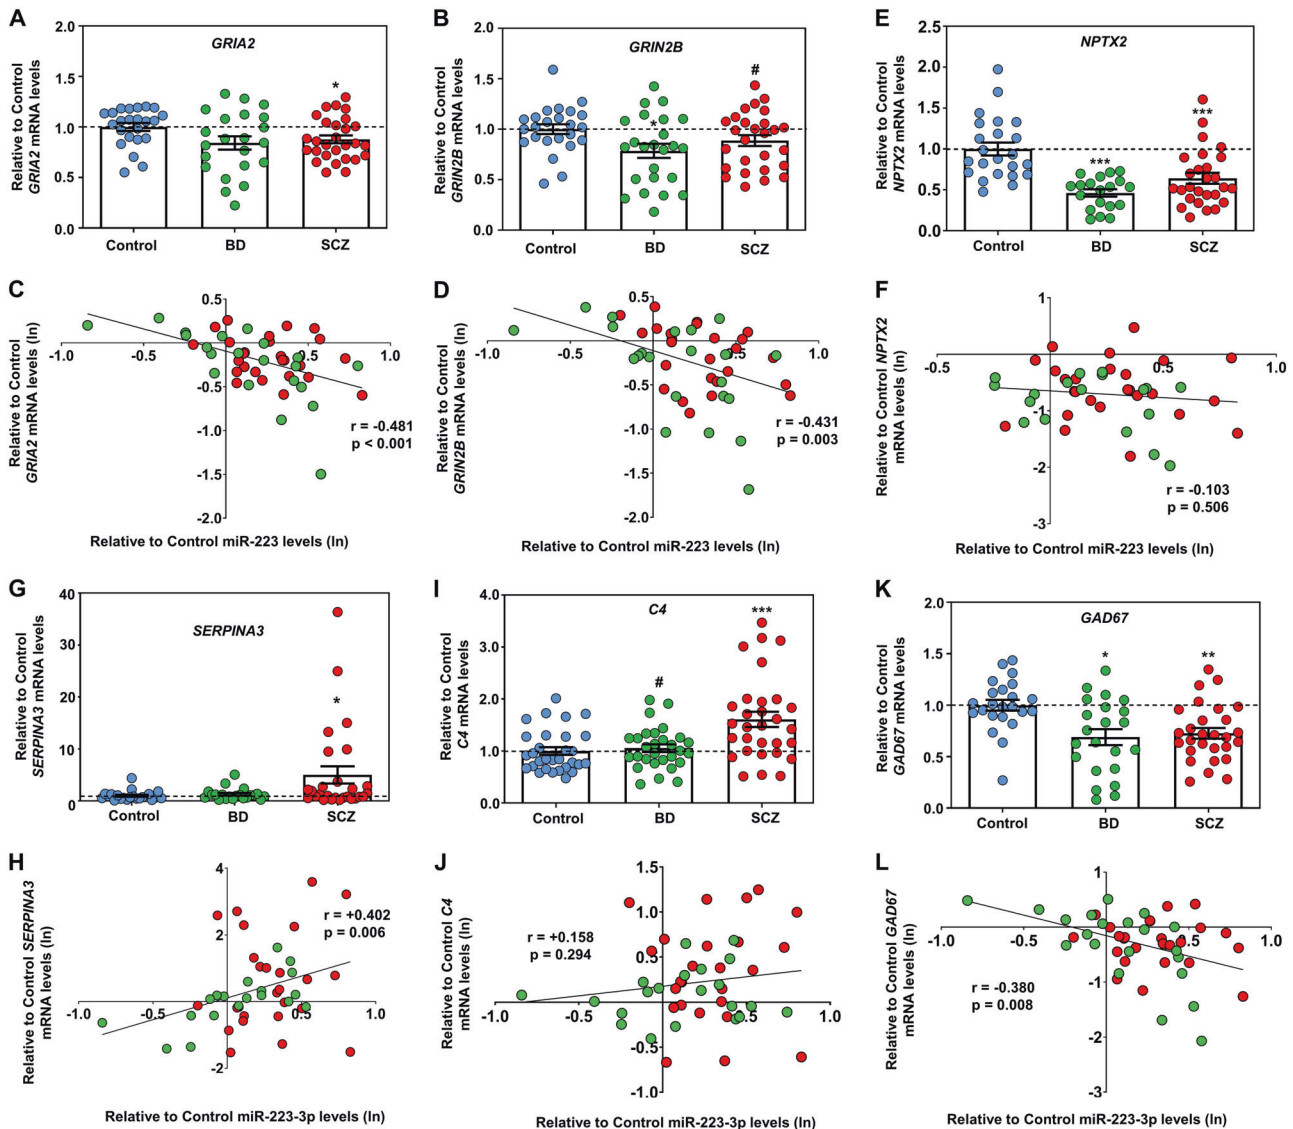 A
Relative to Control
GRIA2 mRNA levels
2.0
1.5
1.0
0.5
0.0
GRIA2
*
Control
BD
SCZ
B
Relative to Control
GRIN2B mRNA levels
2.0
1.5
1.0
0.5
0.0
GRIN2B
*
#
Control
BD
SCZ
E
Relative to Control
NPTX2 mRNA levels
2.5
2.0
1.5
1.0
0.5
0.0
NPTX2
***
***
Control
BD
SCZ
C
Relative to Control
GRIA2 mRNA levels (ln)
0.5
-1.0
-0.5
0.5
1.0
-0.5
-1.0
-1.5
-2.0
r = -0.481
p < 0.001
Relative to Control miR-223 levels (ln)
D
Relative to Control
GRIN2B mRNA levels (ln)
0.5
-1.0
-0.5
0.5
1.0
-0.5
-1.0
-1.5
-2.0
r = -0.431
p = 0.003
Relative to Control miR-223 levels (ln)
F
Relative to Control NPTX2
mRNA levels (ln)
1
-0.5
0.5
1.0
-1
-2
-3
r = -0.103
p = 0.506
Relative to Control miR-223 levels (ln)
G
Relative to Control
SERPINA3 mRNA levels
40
30
20
10
0
SERPINA3
*
Control
BD
SCZ
I
Relative to Control
C4 mRNA levels
4.0
3.0
2.0
1.0
0.0
C4
#
***
Control
BD
SCZ
K
Relative to Control
GAD67 mRNA levels
2.0
1.5
1.0
0.5
0.0
GAD67
*
**
Control
BD
SCZ
H
Relative to Control SERPINA3
mRNA levels (ln)
4
2
-2
-1.0
-0.5
0.5
1.0
r = +0.402
p = 0.006
Relative to Control miR-223-3p levels (ln)
J
Relative to Control C4
mRNA levels (ln)
1.5
1.0
0.5
-0.5
-1.0
-1.0
-0.5
0.5
1.0
r = +0.158
p = 0.294
Relative to Control miR-223-3p levels (ln)
L
Relative to Control GAD67
mRNA levels (ln)
1
-1.0
-0.5
0.5
1.0
-1
-2
-3
r = -0.380
p = 0.008
Relative to Control miR-223-3p levels (ln)